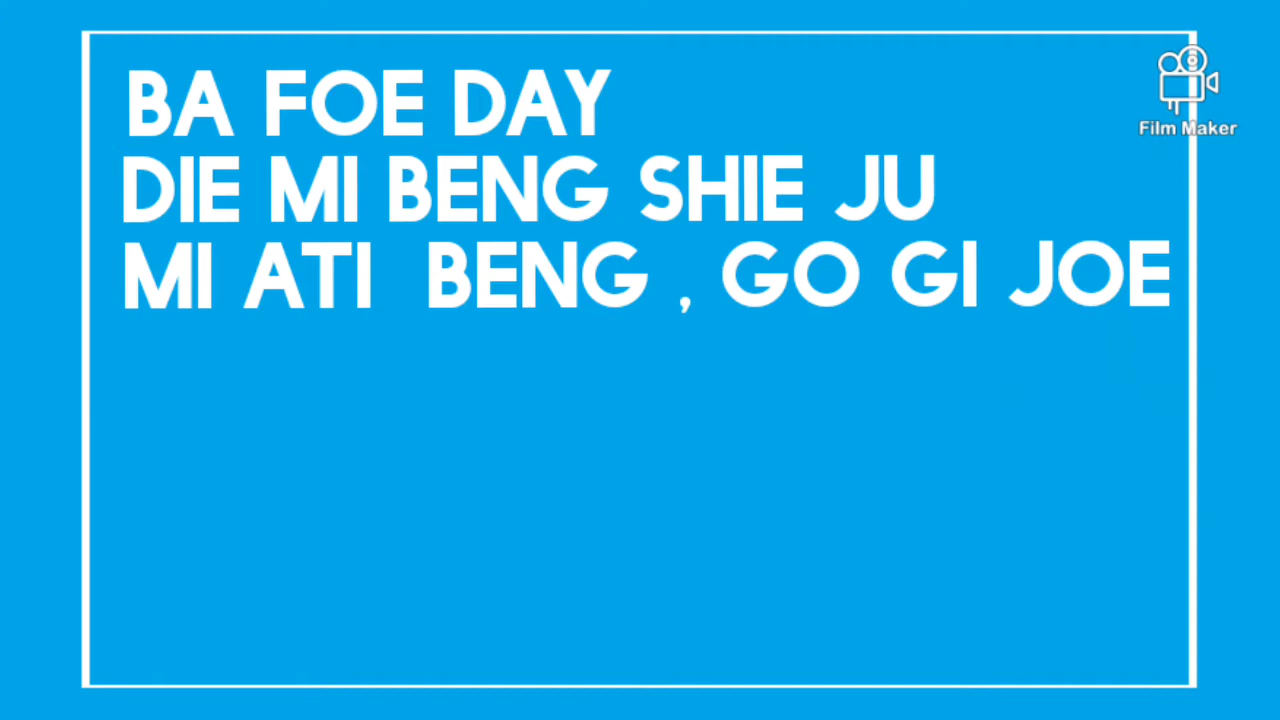 BA FOE DAY
DIE MI BENG SHIE JU
MI ATI BENG , GO GI JOE
Film Maker